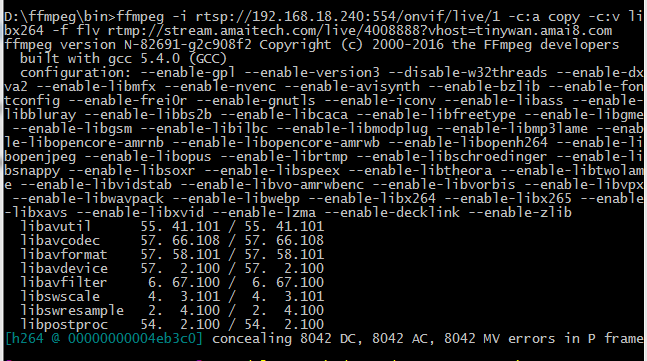 D:\ffmpeg\bin>ffmpeg -i rtsp://192.168.18.240:554/onvif/live/1 -c:a copy -c:v li
bx264 -f flv rtmp://stream.amaitech.com/live/4008888?vhost=tinywan.amai8.com
ffmpeg version N-82691-g2c908f2 Copyright (c) 2000-2016 the FFmpeg developers
  built with gcc 5.4.0 (GCC)
  configuration: --enable-gpl --enable-version3 --disable-w32threads --enable-dx
va2 --enable-libmfx --enable-nvenc --enable-avisynth --enable-bzlib --enable-fon
tconfig --enable-frei0r --enable-gnutls --enable-iconv --enable-libass --enable-
libbluray --enable-libbs2b --enable-libcaca --enable-libfreetype --enable-libgme
 --enable-libgsm --enable-libilbc --enable-libmodplug --enable-libmp3lame --enab
le-libopencore-amrnb --enable-libopencore-amrwb --enable-libopenh264 --enable-li
bopenjpeg --enable-libopus --enable-librtmp --enable-libschroedinger --enable-li
bsnappy --enable-libsoxr --enable-libspeex --enable-libtheora --enable-libtwolam
e --enable-libvidstab --enable-libvo-amrwbenc --enable-libvorbis --enable-libvpx
 --enable-libwavpack --enable-libwebp --enable-libx264 --enable-libx265 --enable
-libxavs --enable-libxvid --enable-lzma --enable-decklink --enable-zlib
  libavutil      55. 41.101 / 55. 41.101
  libavcodec     57. 66.108 / 57. 66.108
  libavformat    57. 58.101 / 57. 58.101
  libavdevice    57.  2.100 / 57.  2.100
  libavfilter     6. 67.100 /  6. 67.100
  libswscale      4.  3.101 /  4.  3.101
  libswresample   2.  4.100 /  2.  4.100
  libpostproc    54.  2.100 / 54.  2.100
[h264 @ 00000000004eb3c0] concealing 8042 DC, 8042 AC, 8042 MV errors in P frame